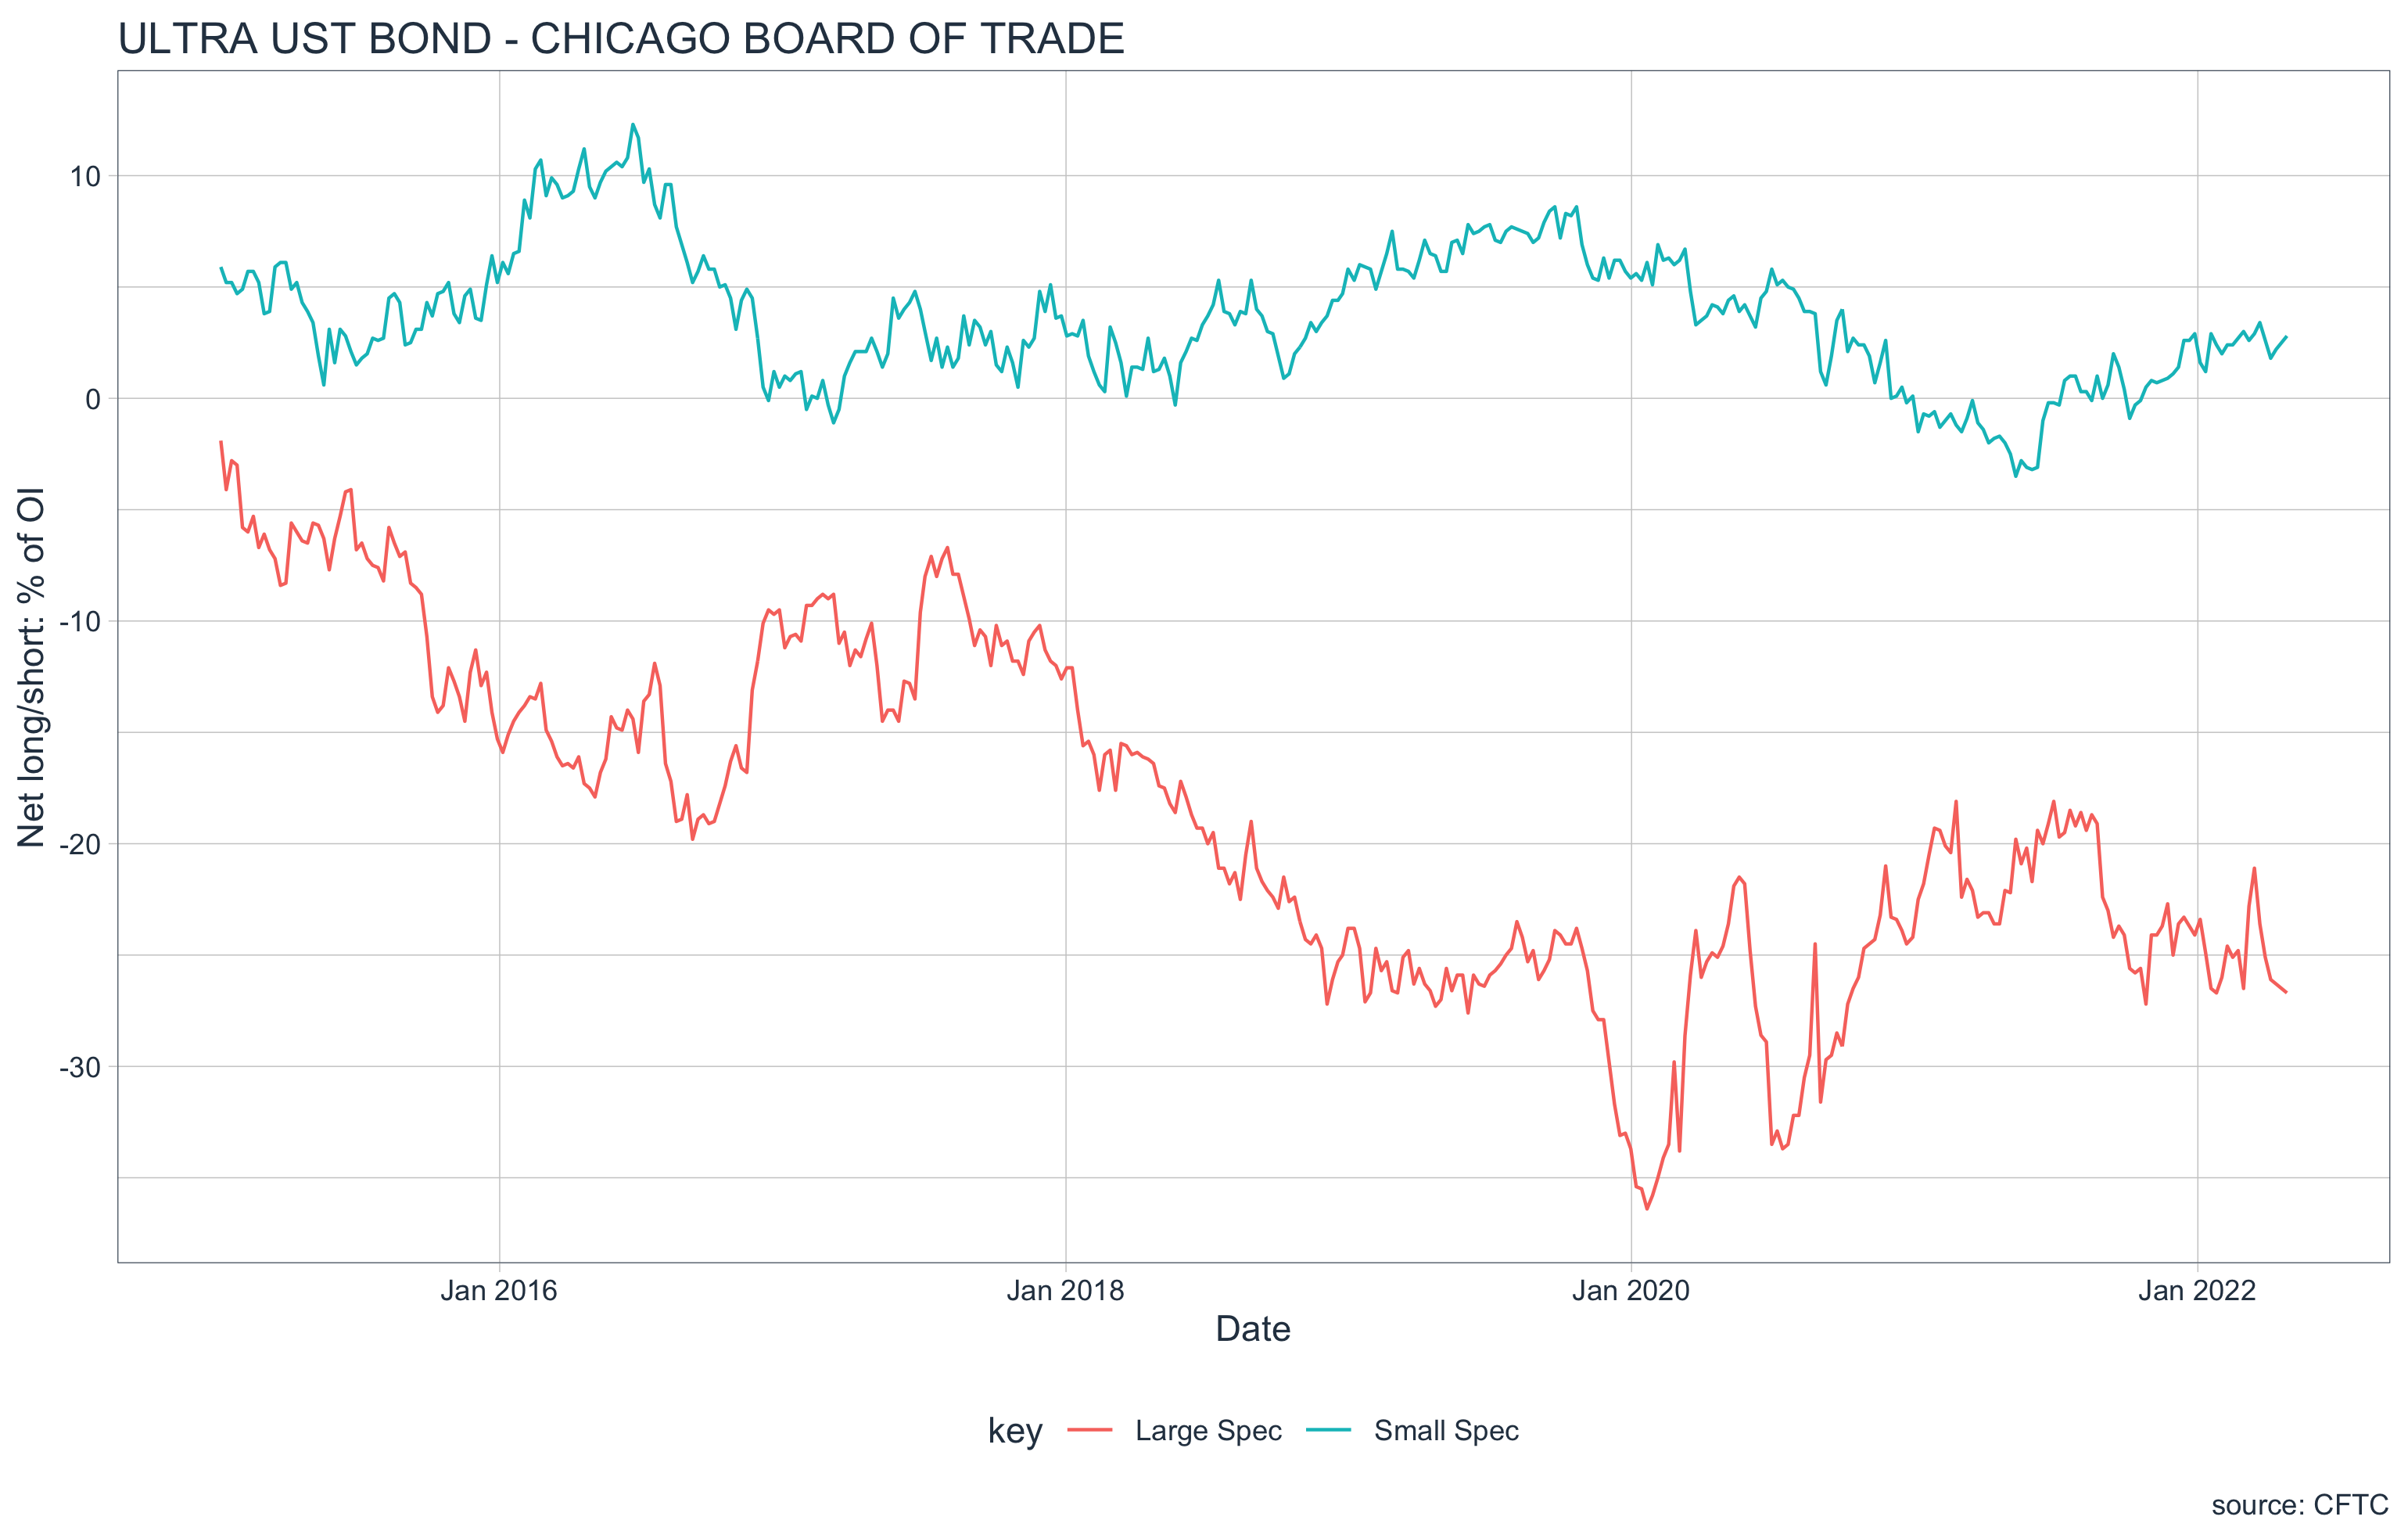 ULTRA UST BOND - CHICAGO BOARD OF TRADE
Net long/short: % of OI
10
0
-10
-20
-30
Jan 2016 Jan 2018 Jan 2020 Jan 2022
Date
key Large Spec Small Spec
source: CFTC